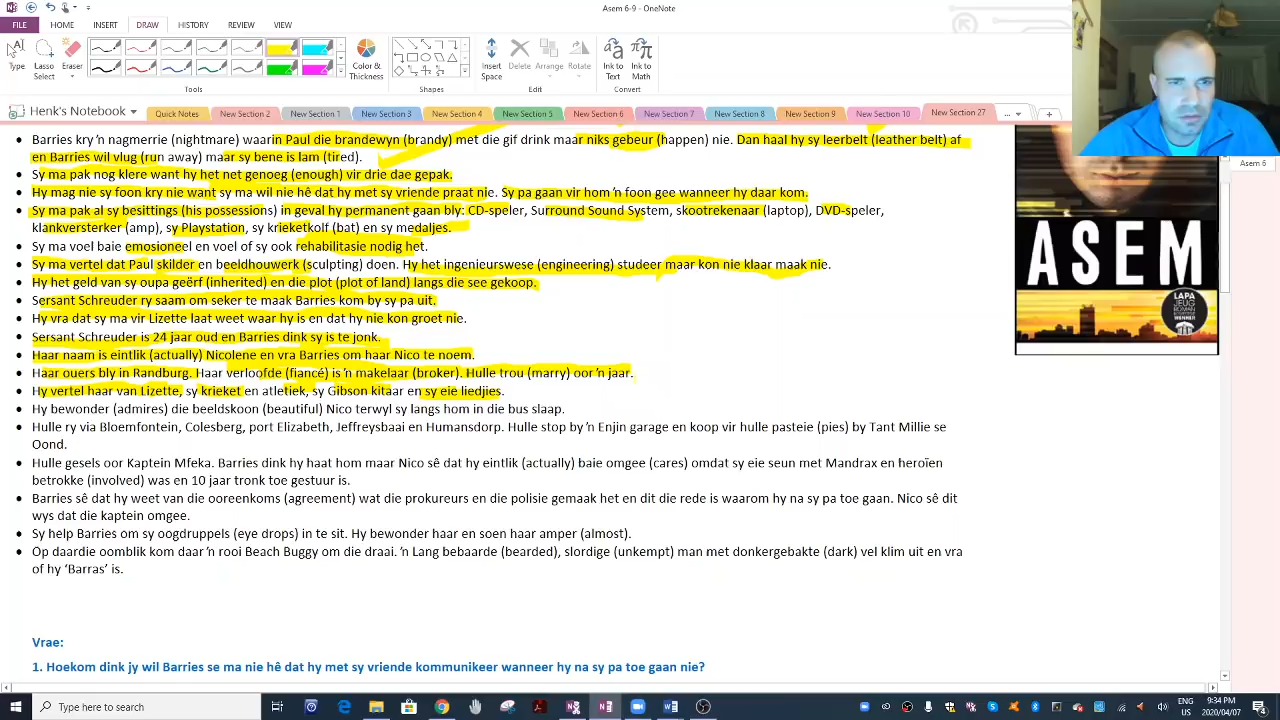 Asem 6-9 - OneNote
FILE HOME INSERT DRAW HISTORY REVIEW VIEW
Type Lasso Select Eraser Color & Thickness Insert Space Delete Arrange Rotate Ink to Text Ink to Math
Tools Shapes Edit Convert
Henk's Notebook Quick Notes New Section 2 New Section 1 New Section 3 New Section 4 New Section 5 New Section 6 New Section 7 New Section 8 New Section 9 New Section 10 New Section 27 ...
Asem 6
Barries kry ŉ nagmerrie (nightmare) waarin Paul die brandewyn (brandy) met die gif drink maar niks gebeur (happen) nie. Dan haal hy sy leerbelt (leather belt) af
en Barries wil vlug (run away) maar sy bene is lam (tired).
Sy ma pak nog klere want hy het net genoeg (enough) vir drie dae gepak.
Hy mag nie sy foon kry nie want sy ma wil nie hê dat hy met sy vriende praat nie. Sy pa gaan vir hom ŉ foon gee wanneer hy daar kom.
Sy ma pak al sy besittings (his possessions) in geval hy permanent gaan bly: CD-speler, Surround Sound System, skootrekenaar (laptop), DVD-speler,
klankversterker (amp), sy Playstation, sy krieketkolf (bat) en sy medaljes.
Sy ma voel baie emosioneel en voel of sy ook rehabilitasie nodig het.
Sy ma vertel dat Paul skilder en beeldhouwerk (sculpting) doen. Hy het ingenieurswese (engineering) studeer maar kon nie klaar maak nie.
Hy het geld van sy oupa geërf (inherited) en die plot (plot of land) langs die see gekoop.
Sersant Schreuder ry saam om seker te maak Barries kom by sy pa uit.
Hy vra dat sy ma vir Lizette laat weet waar hy is en dat hy nie kon groet nie.
Sersant Schreuder is 24 jaar oud en Barries dink sy is te jonk.
Haar naam is eintlik (actually) Nicolene en vra Barries om haar Nico te noem.
Haar ouers bly in Randburg. Haar verloofde (fiancé) is ŉ makelaar (broker). Hulle trou (marry) oor ŉ jaar.
Hy vertel haar van Lizette, sy krieket en atletiek, sy Gibson kitaar en sy eie liedjies.
Hy bewonder (admires) die beeldskoon (beautiful) Nico terwyl sy langs hom in die bus slaap.
Hulle ry via Bloemfontein, Colesberg, port Elizabeth, Jeffreysbaai en Humansdorp. Hulle stop by ŉ Enjin garage en koop vir hulle pasteie (pies) by Tant Millie se
Oond.
Hulle gesels oor Kaptein Mfeka. Barries dink hy haat hom maar Nico sê dat hy eintlik (actually) baie omgee (cares) omdat sy eie seun met Mandrax en heroïen
betrokke (involved) was en 10 jaar tronk toe gestuur is.
Barries sê dat hy weet van die ooreenkoms (agreement) wat die prokureurs en die polisie gemaak het en dit die rede is waarom hy na sy pa toe gaan. Nico sê dit
wys dat die kaptein omgee.
Sy help Barries om sy oogdruppels (eye drops) in te sit. Hy bewonder haar en soen haar amper (almost).
Op daardie oomblik kom daar ŉ rooi Beach Buggy om die draai. ŉ Lang bebaarde (bearded), slordige (unkempt) man met donkergebakte (dark) vel klim uit en vra
of hy 'Barras' is.
Vrae:
1. Hoekom dink jy wil Barries se ma nie hê dat hy met sy vriende kommunikeer wanneer hy na sy pa toe gaan nie?
ASEM
LAPA
JEUG
ROMAN
WENNER
Type here to search
ENG
US
9:34 PM
2020/04/07